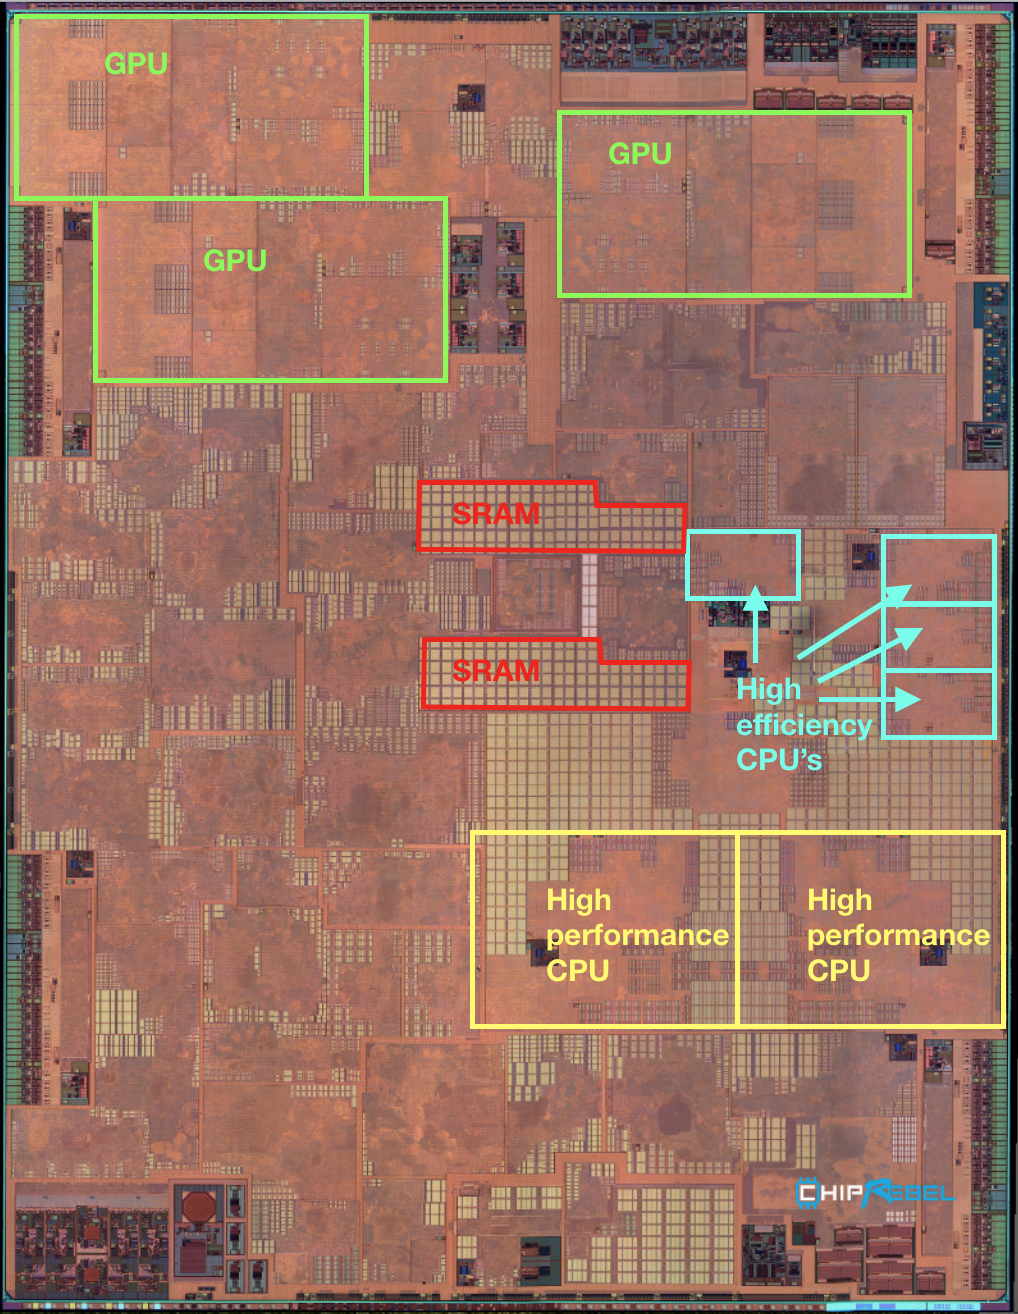 GPU
GPU
GPU
SRAM
SRAM
High
efficiency
CPU's
High
performance
CPU
High
performance
CPU
CHIPREBEL